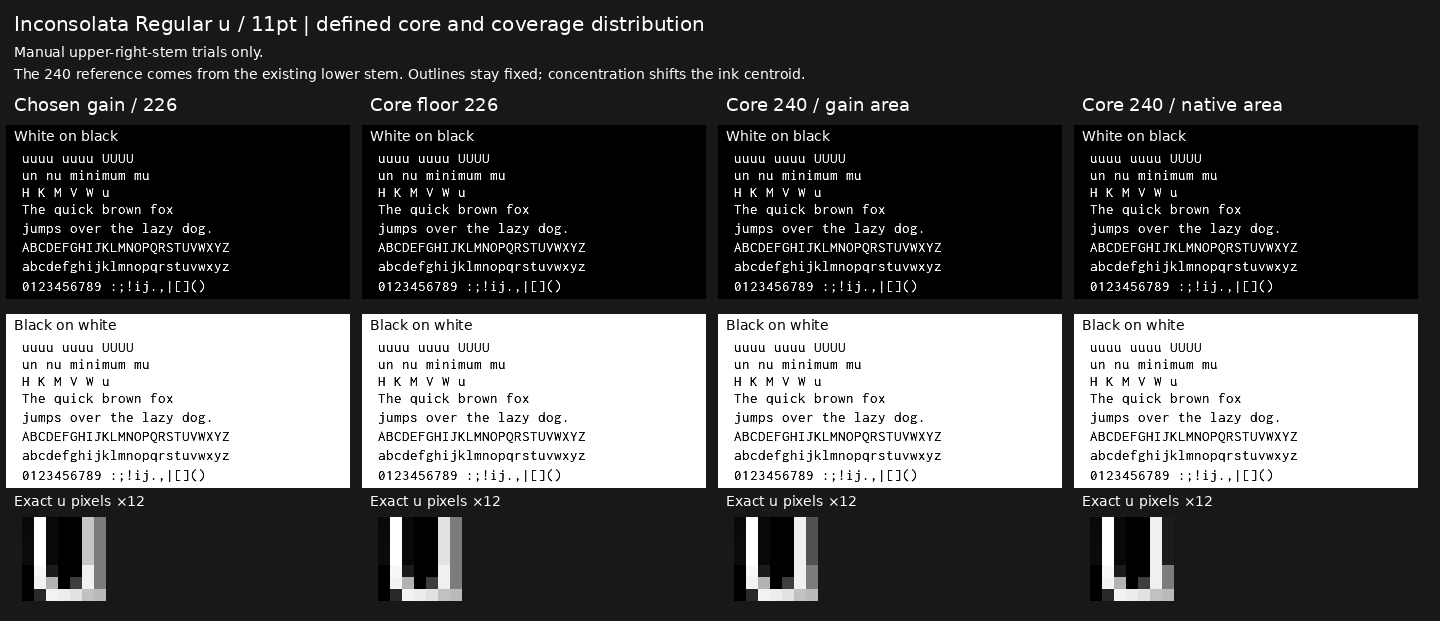 Inconsolata Regular u / 11pt | defined core and coverage distribution
Manual upper-right-stem trials only.
The 240 reference comes from the existing lower stem. Outlines stay fixed; concentration shifts the ink centroid.
Chosen gain / 226
White on black
uuuu uuuu UUUU
un nu minimum mu
H K M V W u
The quick brown fox
jumps over the lazy dog.
ABCDEFGHIJKLMNOPQRSTUVWXYZ
abcdefghijklmnopqrstuvwxyz
0123456789 :;!ij.,|[]()
Black on white
uuuu uuuu UUUU
un nu minimum mu
H K M V W u
The quick brown fox
jumps over the lazy dog.
ABCDEFGHIJKLMNOPQRSTUVWXYZ
abcdefghijklmnopqrstuvwxyz
0123456789 :;!ij.,|[]()
Exact u pixels ×12
Core floor 226
White on black
uuuu uuuu UUUU
un nu minimum mu
H K M V W u
The quick brown fox
jumps over the lazy dog.
ABCDEFGHIJKLMNOPQRSTUVWXYZ
abcdefghijklmnopqrstuvwxyz
0123456789 :;!ij.,|[]()
Black on white
uuuu uuuu UUUU
un nu minimum mu
H K M V W u
The quick brown fox
jumps over the lazy dog.
ABCDEFGHIJKLMNOPQRSTUVWXYZ
abcdefghijklmnopqrstuvwxyz
0123456789 :;!ij.,|[]()
Exact u pixels ×12
Core 240 / gain area
White on black
uuuu uuuu UUUU
un nu minimum mu
H K M V W u
The quick brown fox
jumps over the lazy dog.
ABCDEFGHIJKLMNOPQRSTUVWXYZ
abcdefghijklmnopqrstuvwxyz
0123456789 :;!ij.,|[]()
Black on white
uuuu uuuu UUUU
un nu minimum mu
H K M V W u
The quick brown fox
jumps over the lazy dog.
ABCDEFGHIJKLMNOPQRSTUVWXYZ
abcdefghijklmnopqrstuvwxyz
0123456789 :;!ij.,|[]()
Exact u pixels ×12
Core 240 / native area
White on black
uuuu uuuu UUUU
un nu minimum mu
H K M V W u
The quick brown fox
jumps over the lazy dog.
ABCDEFGHIJKLMNOPQRSTUVWXYZ
abcdefghijklmnopqrstuvwxyz
0123456789 :;!ij.,|[]()
Black on white
uuuu uuuu UUUU
un nu minimum mu
H K M V W u
The quick brown fox
jumps over the lazy dog.
ABCDEFGHIJKLMNOPQRSTUVWXYZ
abcdefghijklmnopqrstuvwxyz
0123456789 :;!ij.,|[]()
Exact u pixels ×12